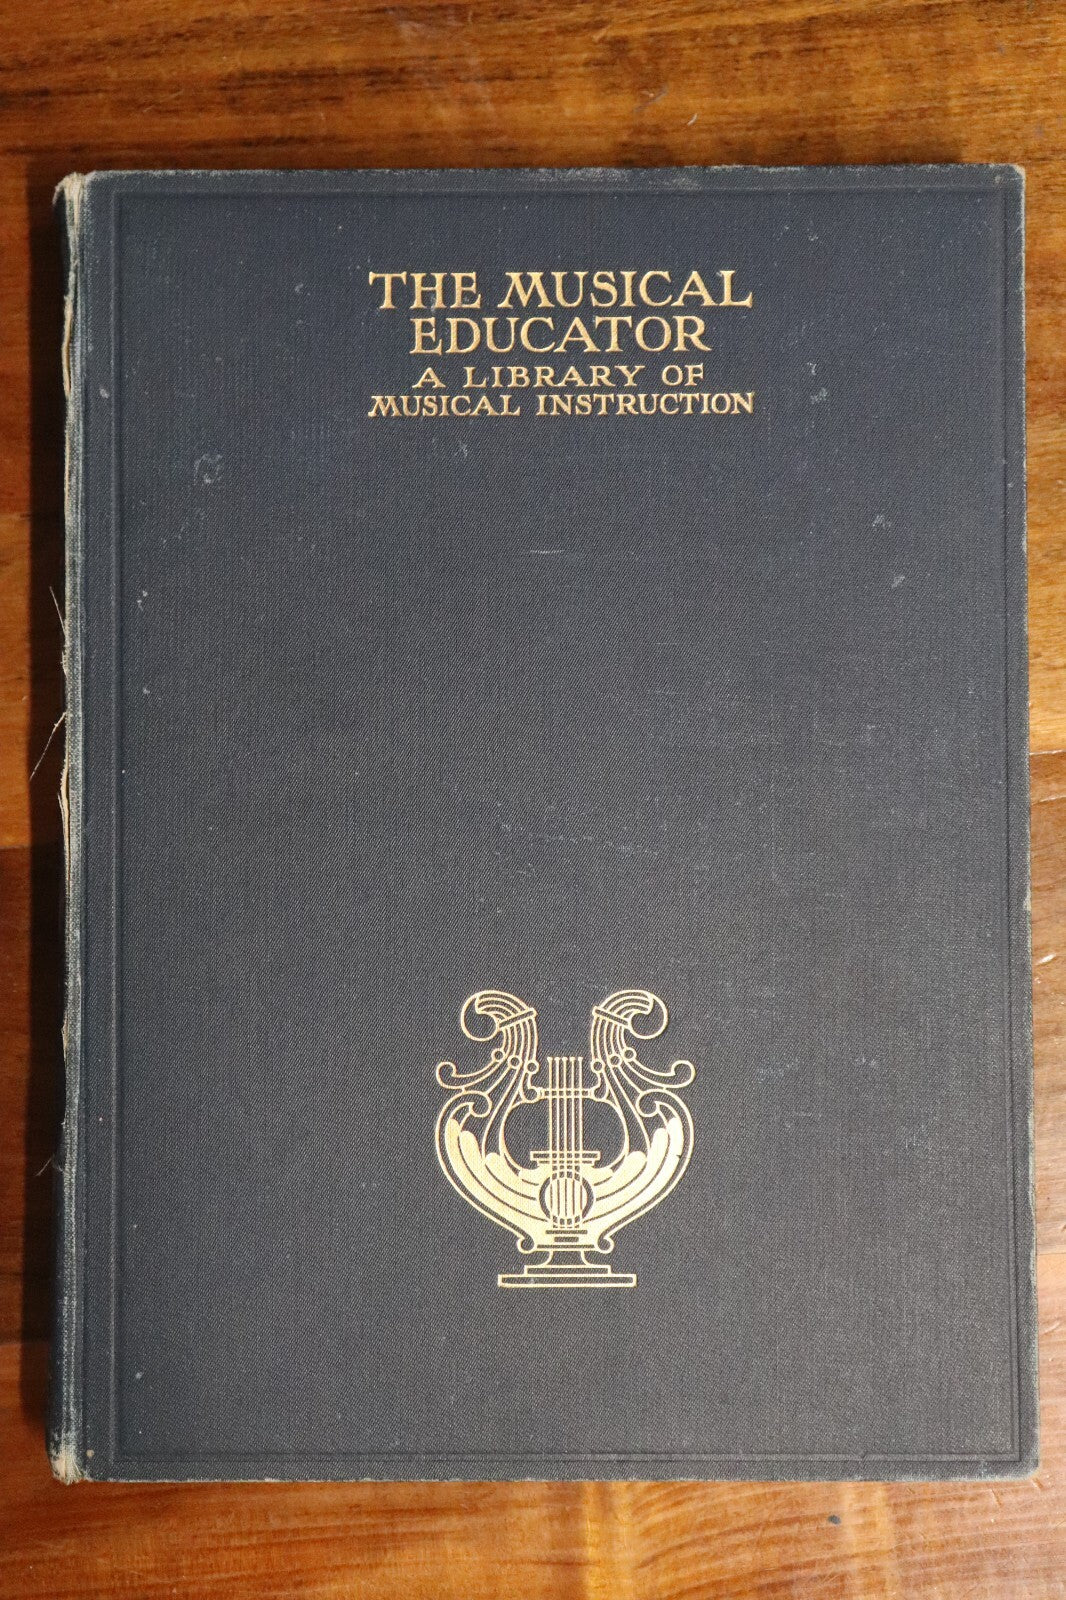 THE MUSICAL
EDUCATOR
A LIBRARY OF
MUSICAL INSTRUCTION